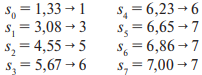 s₀ = 1,33 → 1
s₁ = 3,08 → 3
s₂ = 4,55 → 5
s₃ = 5,67 → 6
s₄ = 6,23 → 6
s₅ = 6,65 → 7
s₆ = 6,86 → 7
s₇ = 7,00 → 7